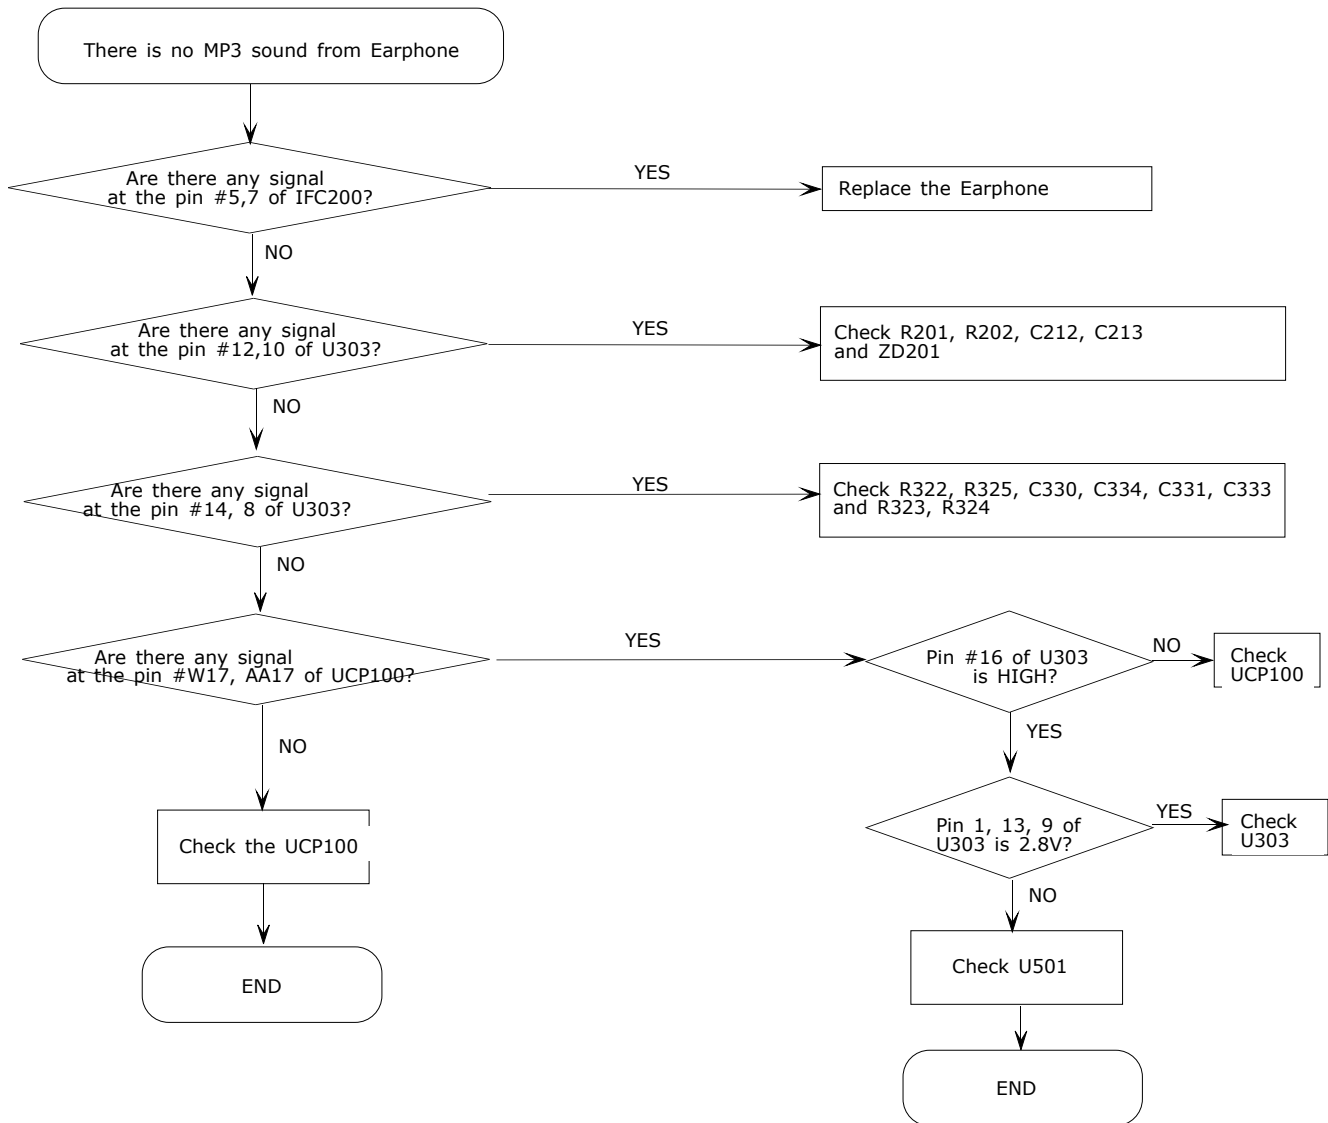 There is no MP3 sound from Earphone
Are there any signal
at the pin #5,7 of IFC200?
YES
Replace the Earphone
NO
Are there any signal
at the pin #12,10 of U303?
YES
Check R201, R202, C212, C213
and ZD201
NO
Are there any signal
at the pin #14, 8 of U303?
YES
Check R322, R325, C330, C334, C331, C333
and R323, R324
NO
Are there any signal
at the pin #W17, AA17 of UCP100?
YES
Pin #16 of U303
is HIGH?
NO
Check
UCP100
YES
NO
Pin 1, 13, 9 of
U303 is 2.8V?
YES
Check
U303
Check the UCP100
NO
Check U501
END
END